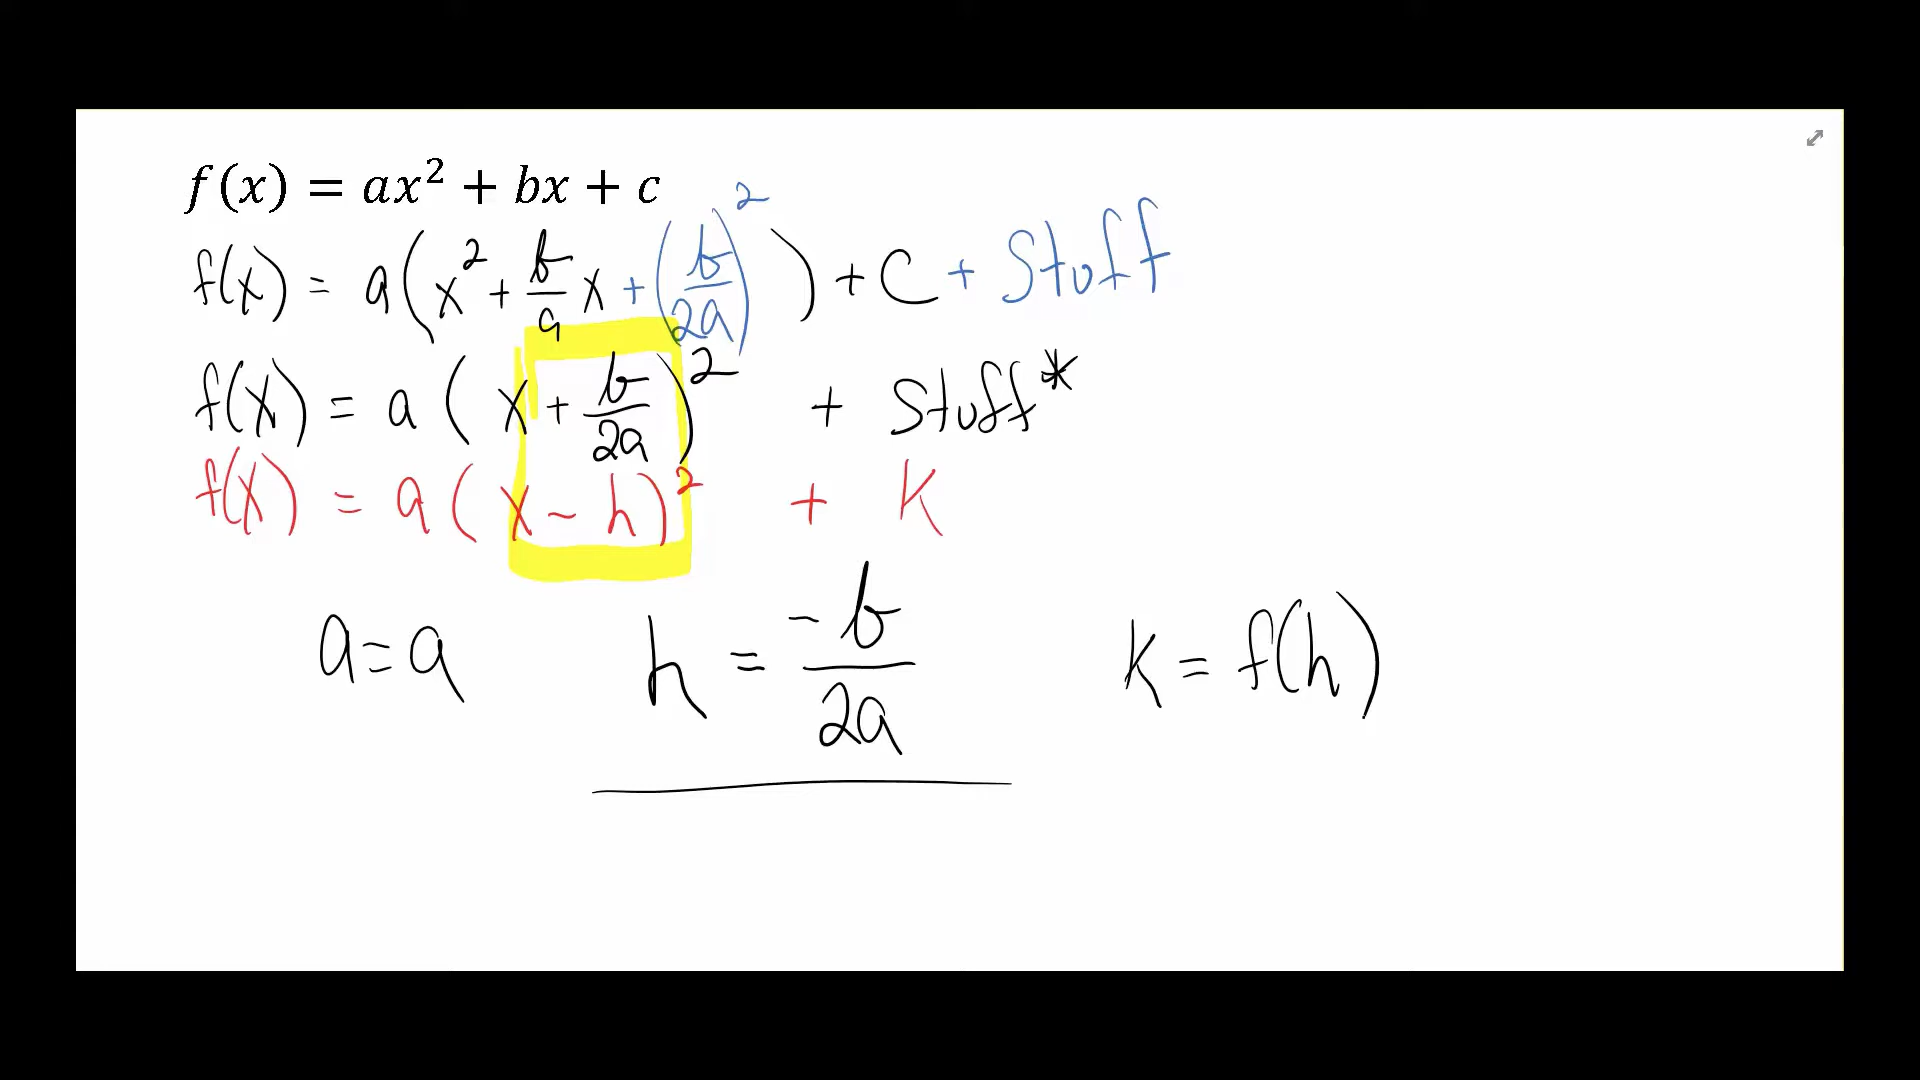 f(x) = ax² + bx + c
f(x) = a(x² + b/a x + (b/2a)²) + C + Stuff
f(x) = a(x + b/2a)² + Stuff*
f(x) = a(x - h)² + K
a = a h = -b/2a k = f(h)